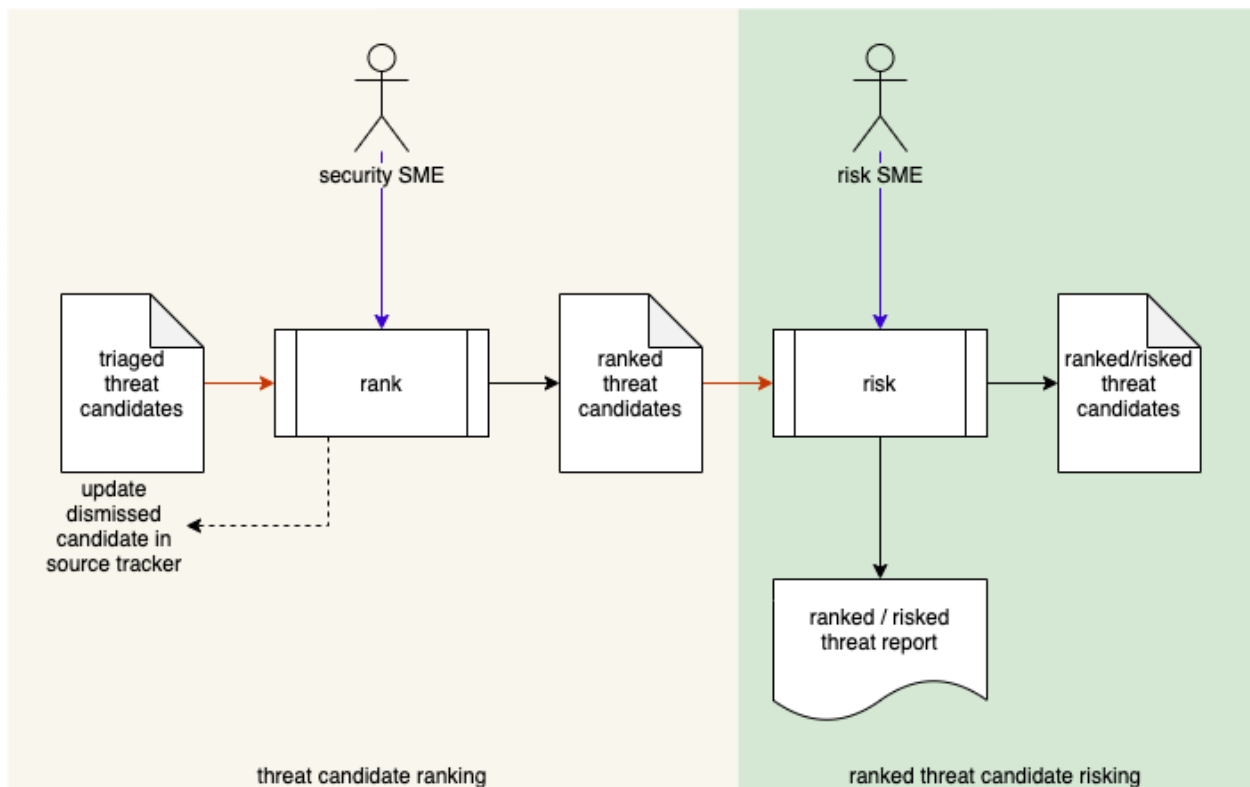 security SME
risk SME
triaged
threat
candidates
rank
ranked
threat
candidates
risk
ranked/risked
threat
candidates
update
dismissed
candidate in
source tracker
ranked / risked
threat report
threat candidate ranking
ranked threat candidate risking